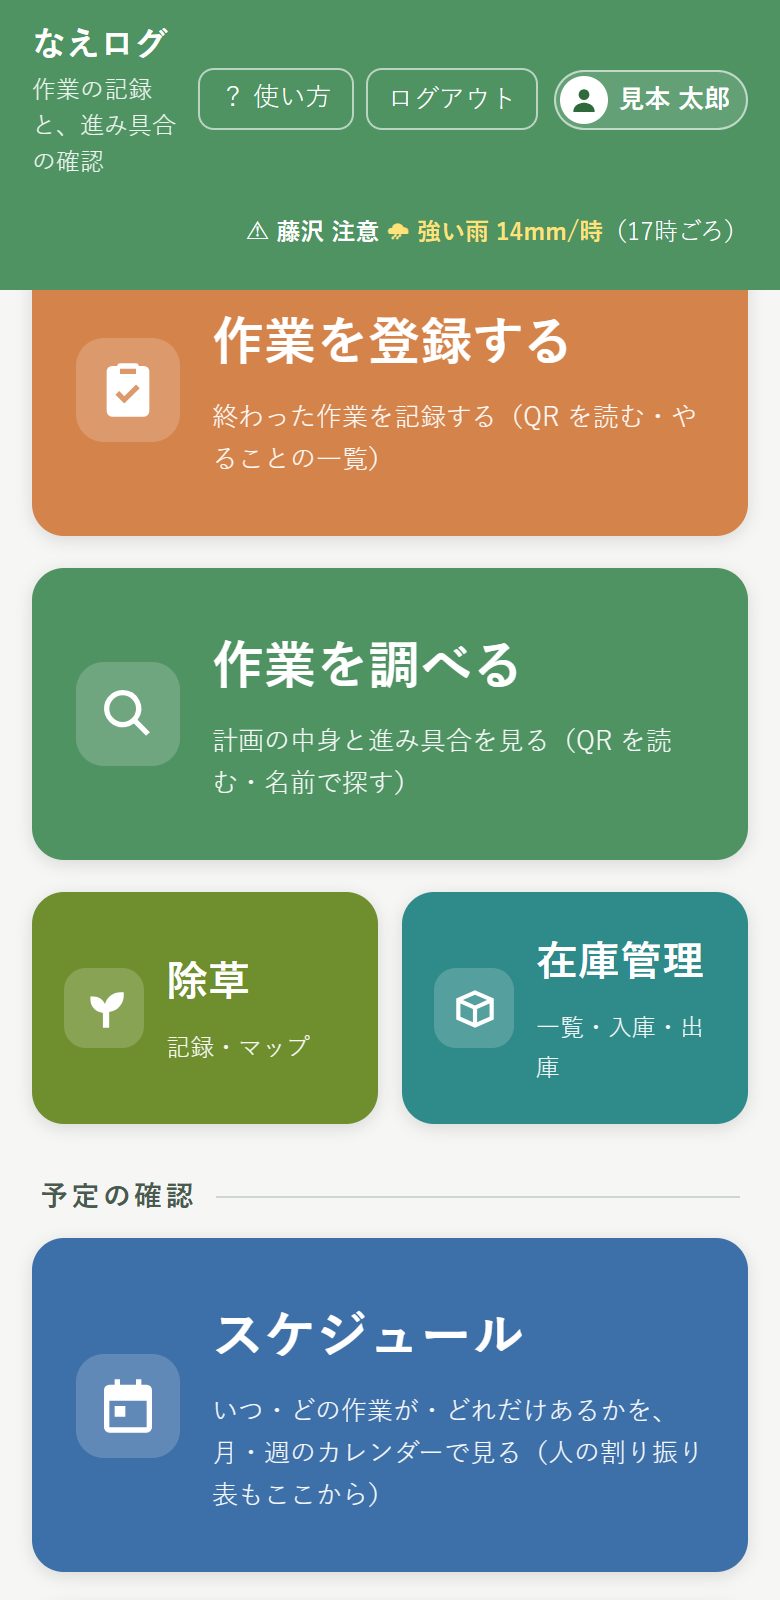 なえログ
作業の記録
と、進み具合
の確認
？ 使い方
ログアウト
見本 太郎
⚠ 藤沢 注意 強い雨 14mm/時（17時ごろ）
作業を登録する
終わった作業を記録する（QR を読む・や
ることの一覧）
作業を調べる
計画の中身と進み具合を見る（QR を読
む・名前で探す）
除草
記録・マップ
在庫管理
一覧・入庫・出
庫
予定の確認
スケジュール
いつ・どの作業が・どれだけあるかを、
月・週のカレンダーで見る（人の割り振り
表もここから）